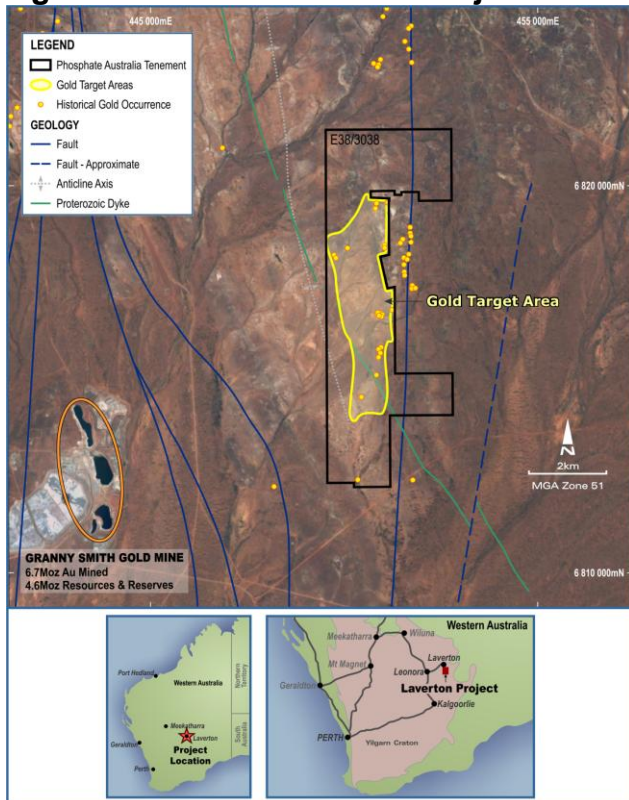 445 000mE
455 000mE
LEGEND
Phosphate Australia Tenement
Gold Target Areas
Historical Gold Occurrence
GEOLOGY
Fault
Fault - Approximate
Anticline Axis
Proterozoic Dyke
E38/3038
6 820 000mN
Gold Target Area
N
2km
MGA Zone 51
GRANNY SMITH GOLD MINE
6.7Moz Au Mined
4.6Moz Resources & Reserves
6 810 000mN
Port Hedland
Western Australia
Northern
Territory
South
Australia
Meekatharra
Laverton
Geraldton
Project
Location
Perth
Western Australia
Meekatharra
Wiluna
Mt Magnet
Leonora
Laverton
Geraldton
Laverton Project
Kalgoorlie
PERTH
Yilgarn Craton